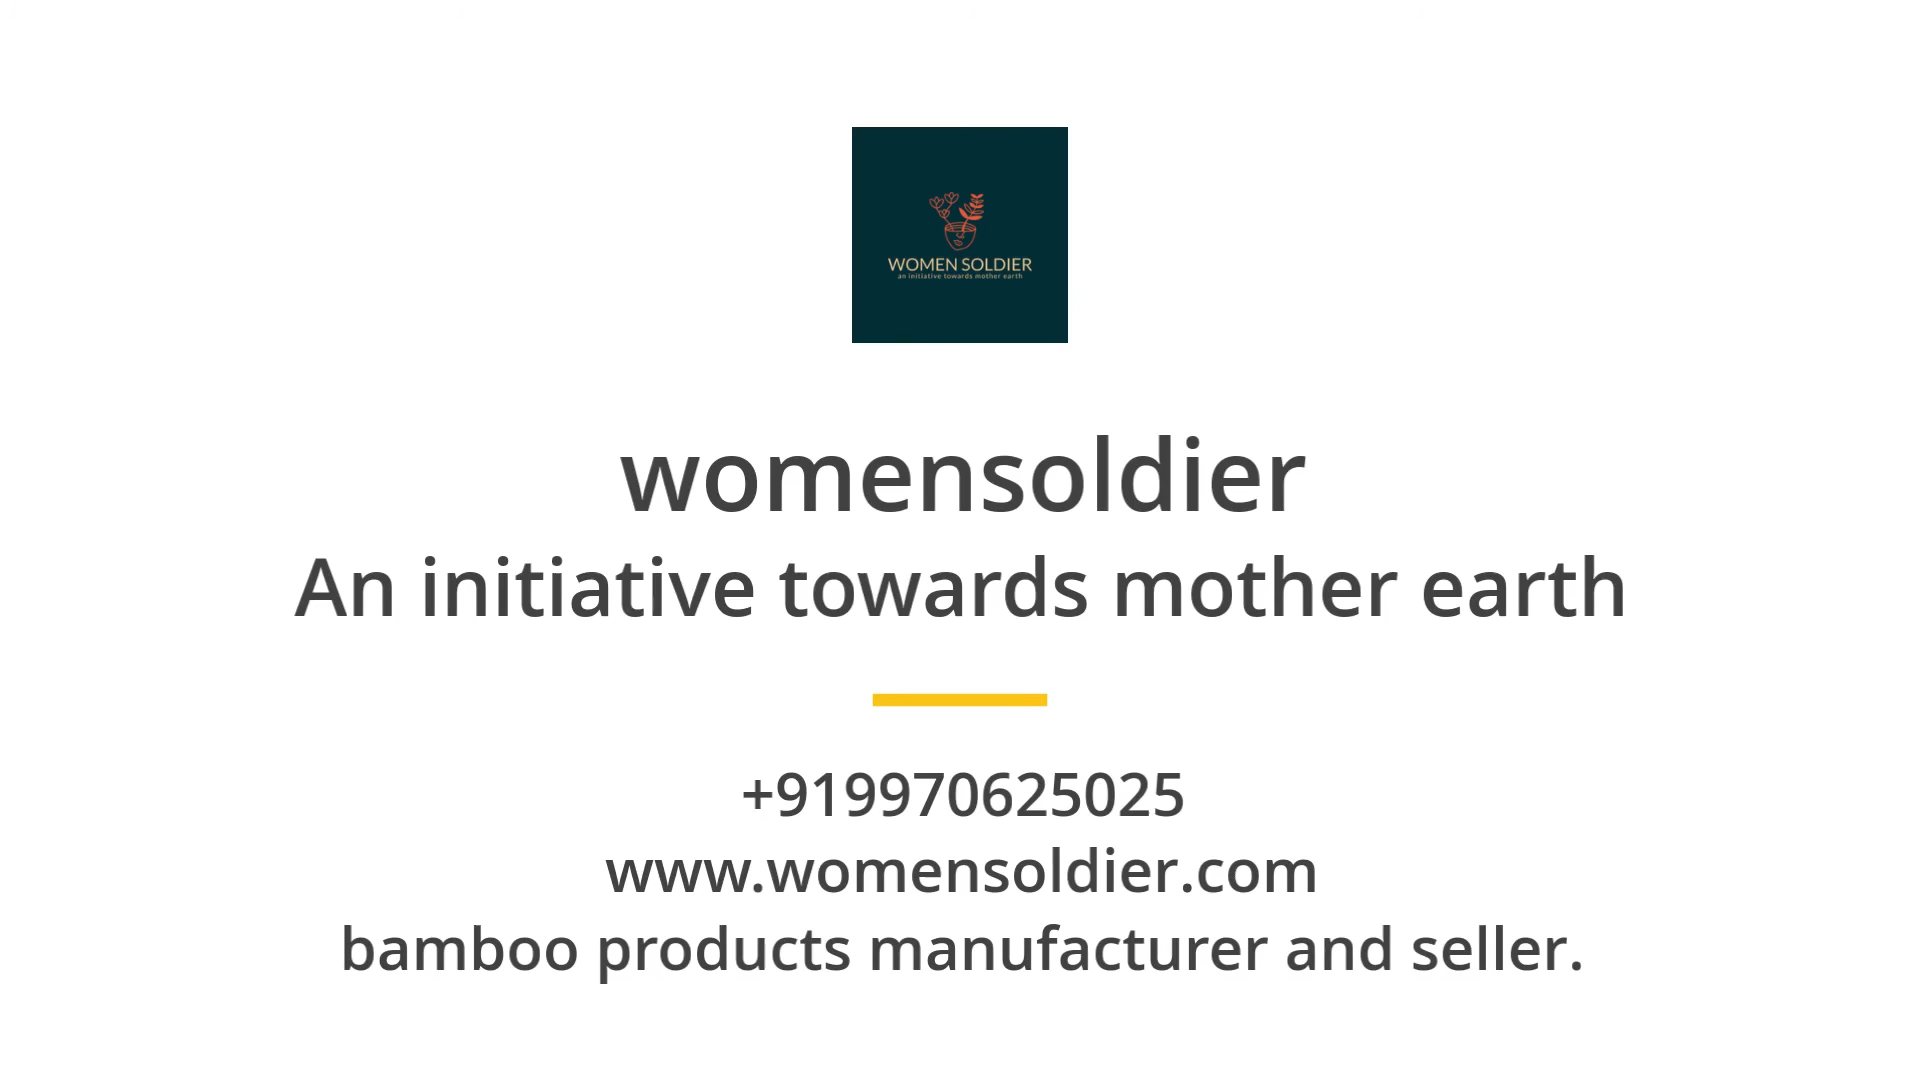 WOMEN SOLDIER
an initiative towards mother earth
womensoldier
An initiative towards mother earth
+919970625025
www.womensoldier.com
bamboo products manufacturer and seller.